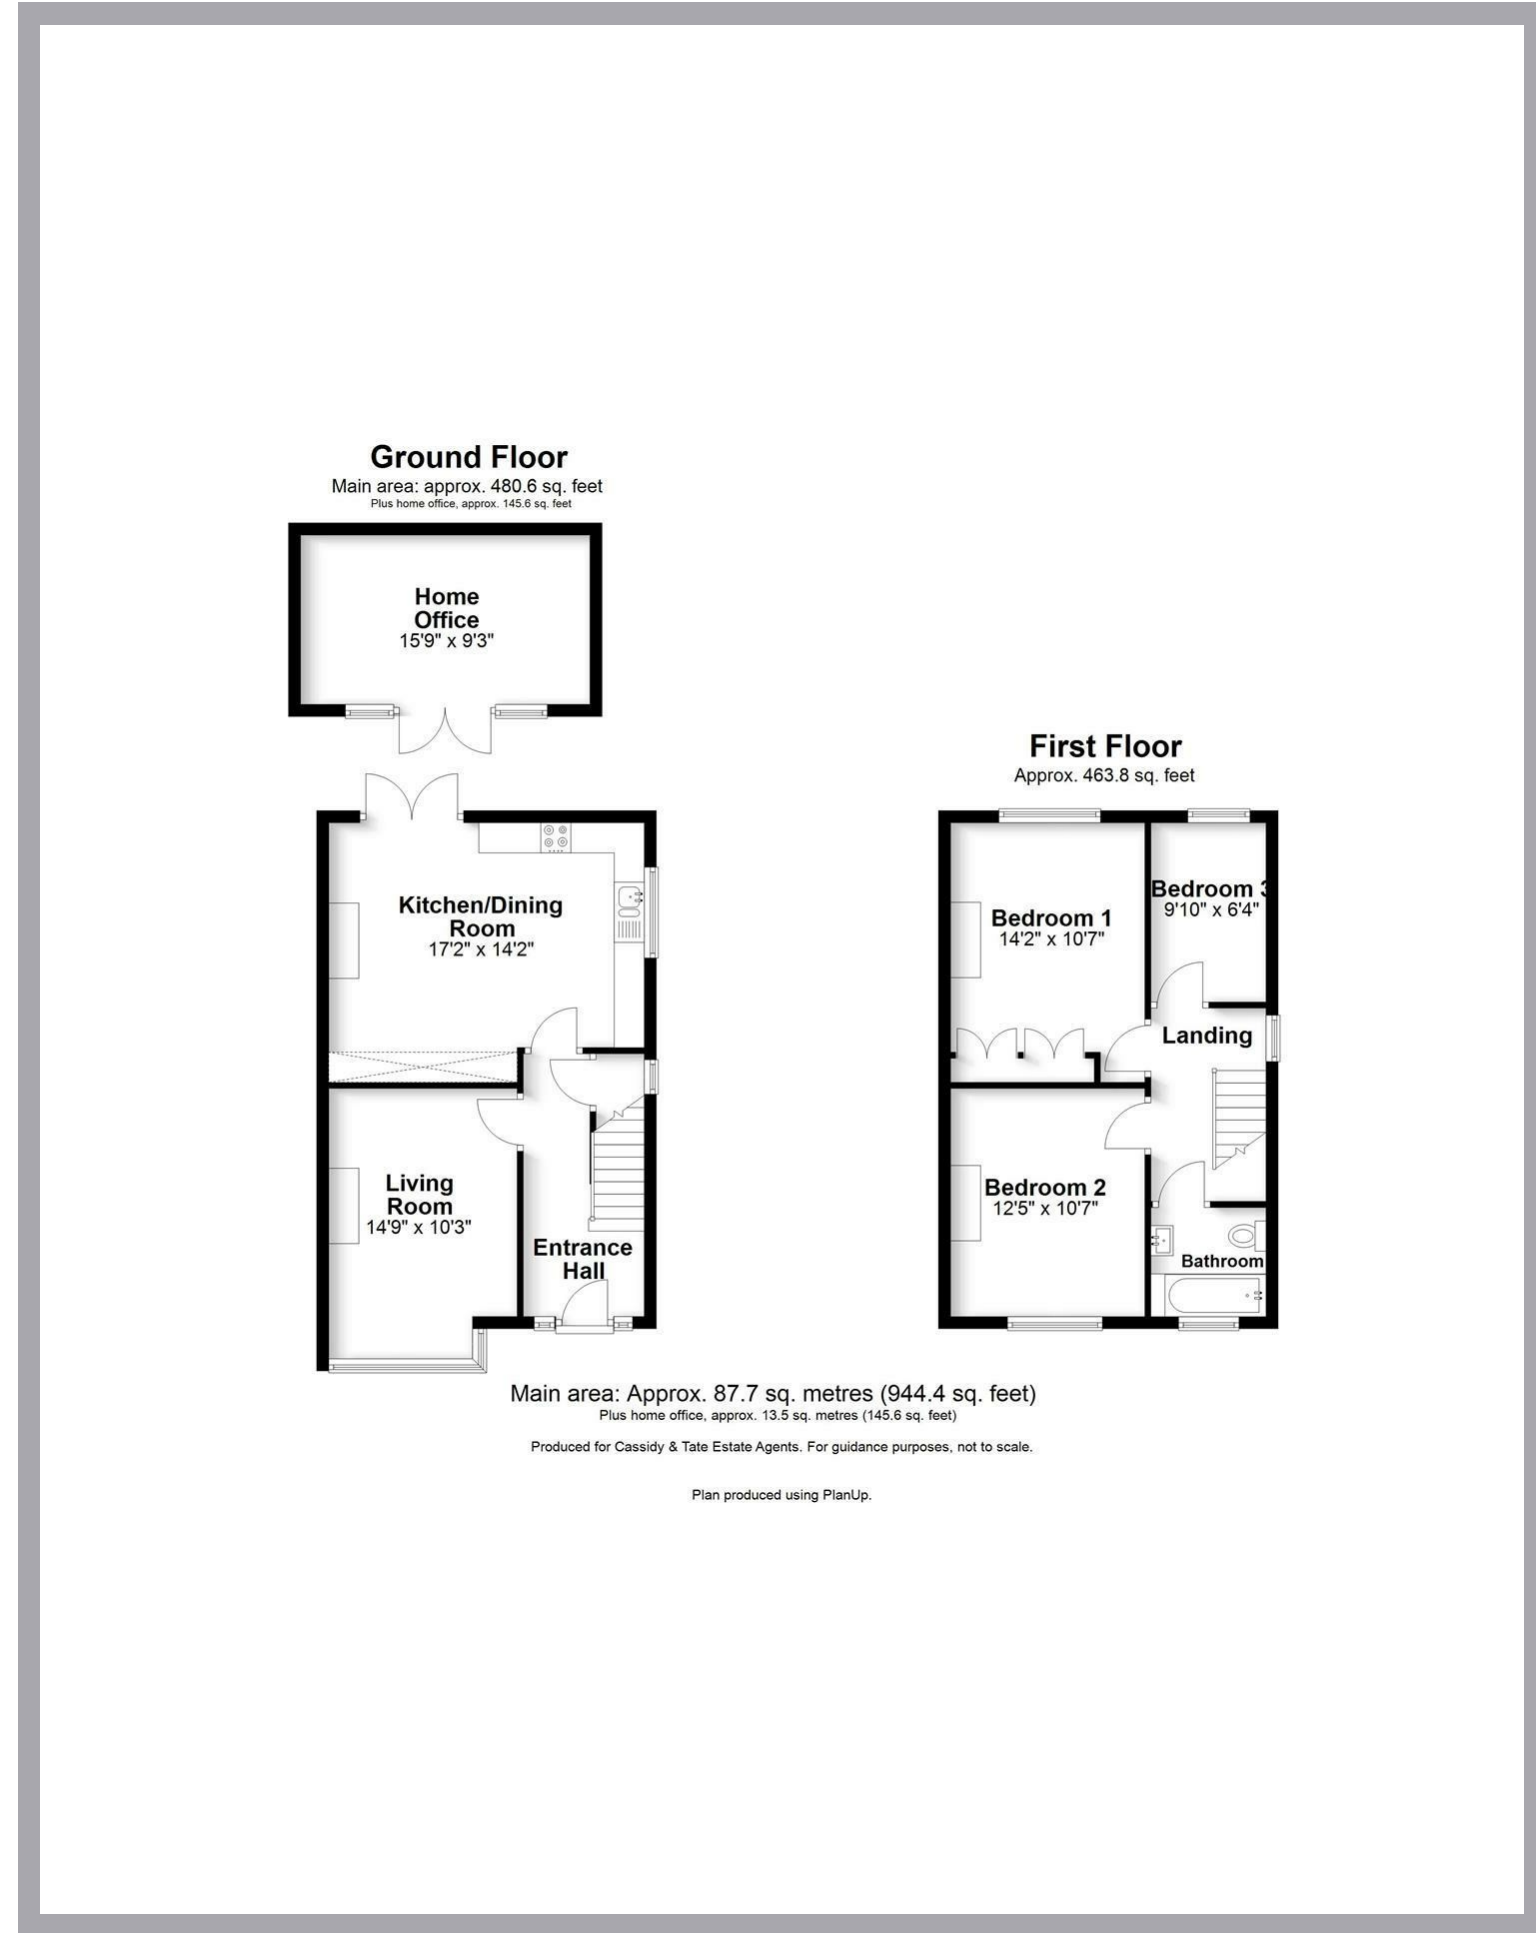 Ground Floor
Main area: approx. 480.6 sq. feet
Plus home office, approx. 145.6 sq. feet
Home
Office
15'9" x 9'3"
Kitchen/Dining
Room
17'2" x 14'2"
Living
Room
14'9" x 10'3"
Entrance
Hall
First Floor
Approx. 463.8 sq. feet
Bedroom 1
14'2" x 10'7"
Bedroom 3
9'10" x 6'4"
Landing
Bedroom 2
12'5" x 10'7"
Bathroom
Main area: Approx. 87.7 sq. metres (944.4 sq. feet)
Plus home office, approx. 13.5 sq. metres (145.6 sq. feet)
Produced for Cassidy & Tate Estate Agents. For guidance purposes, not to scale.
Plan produced using PlanUp.